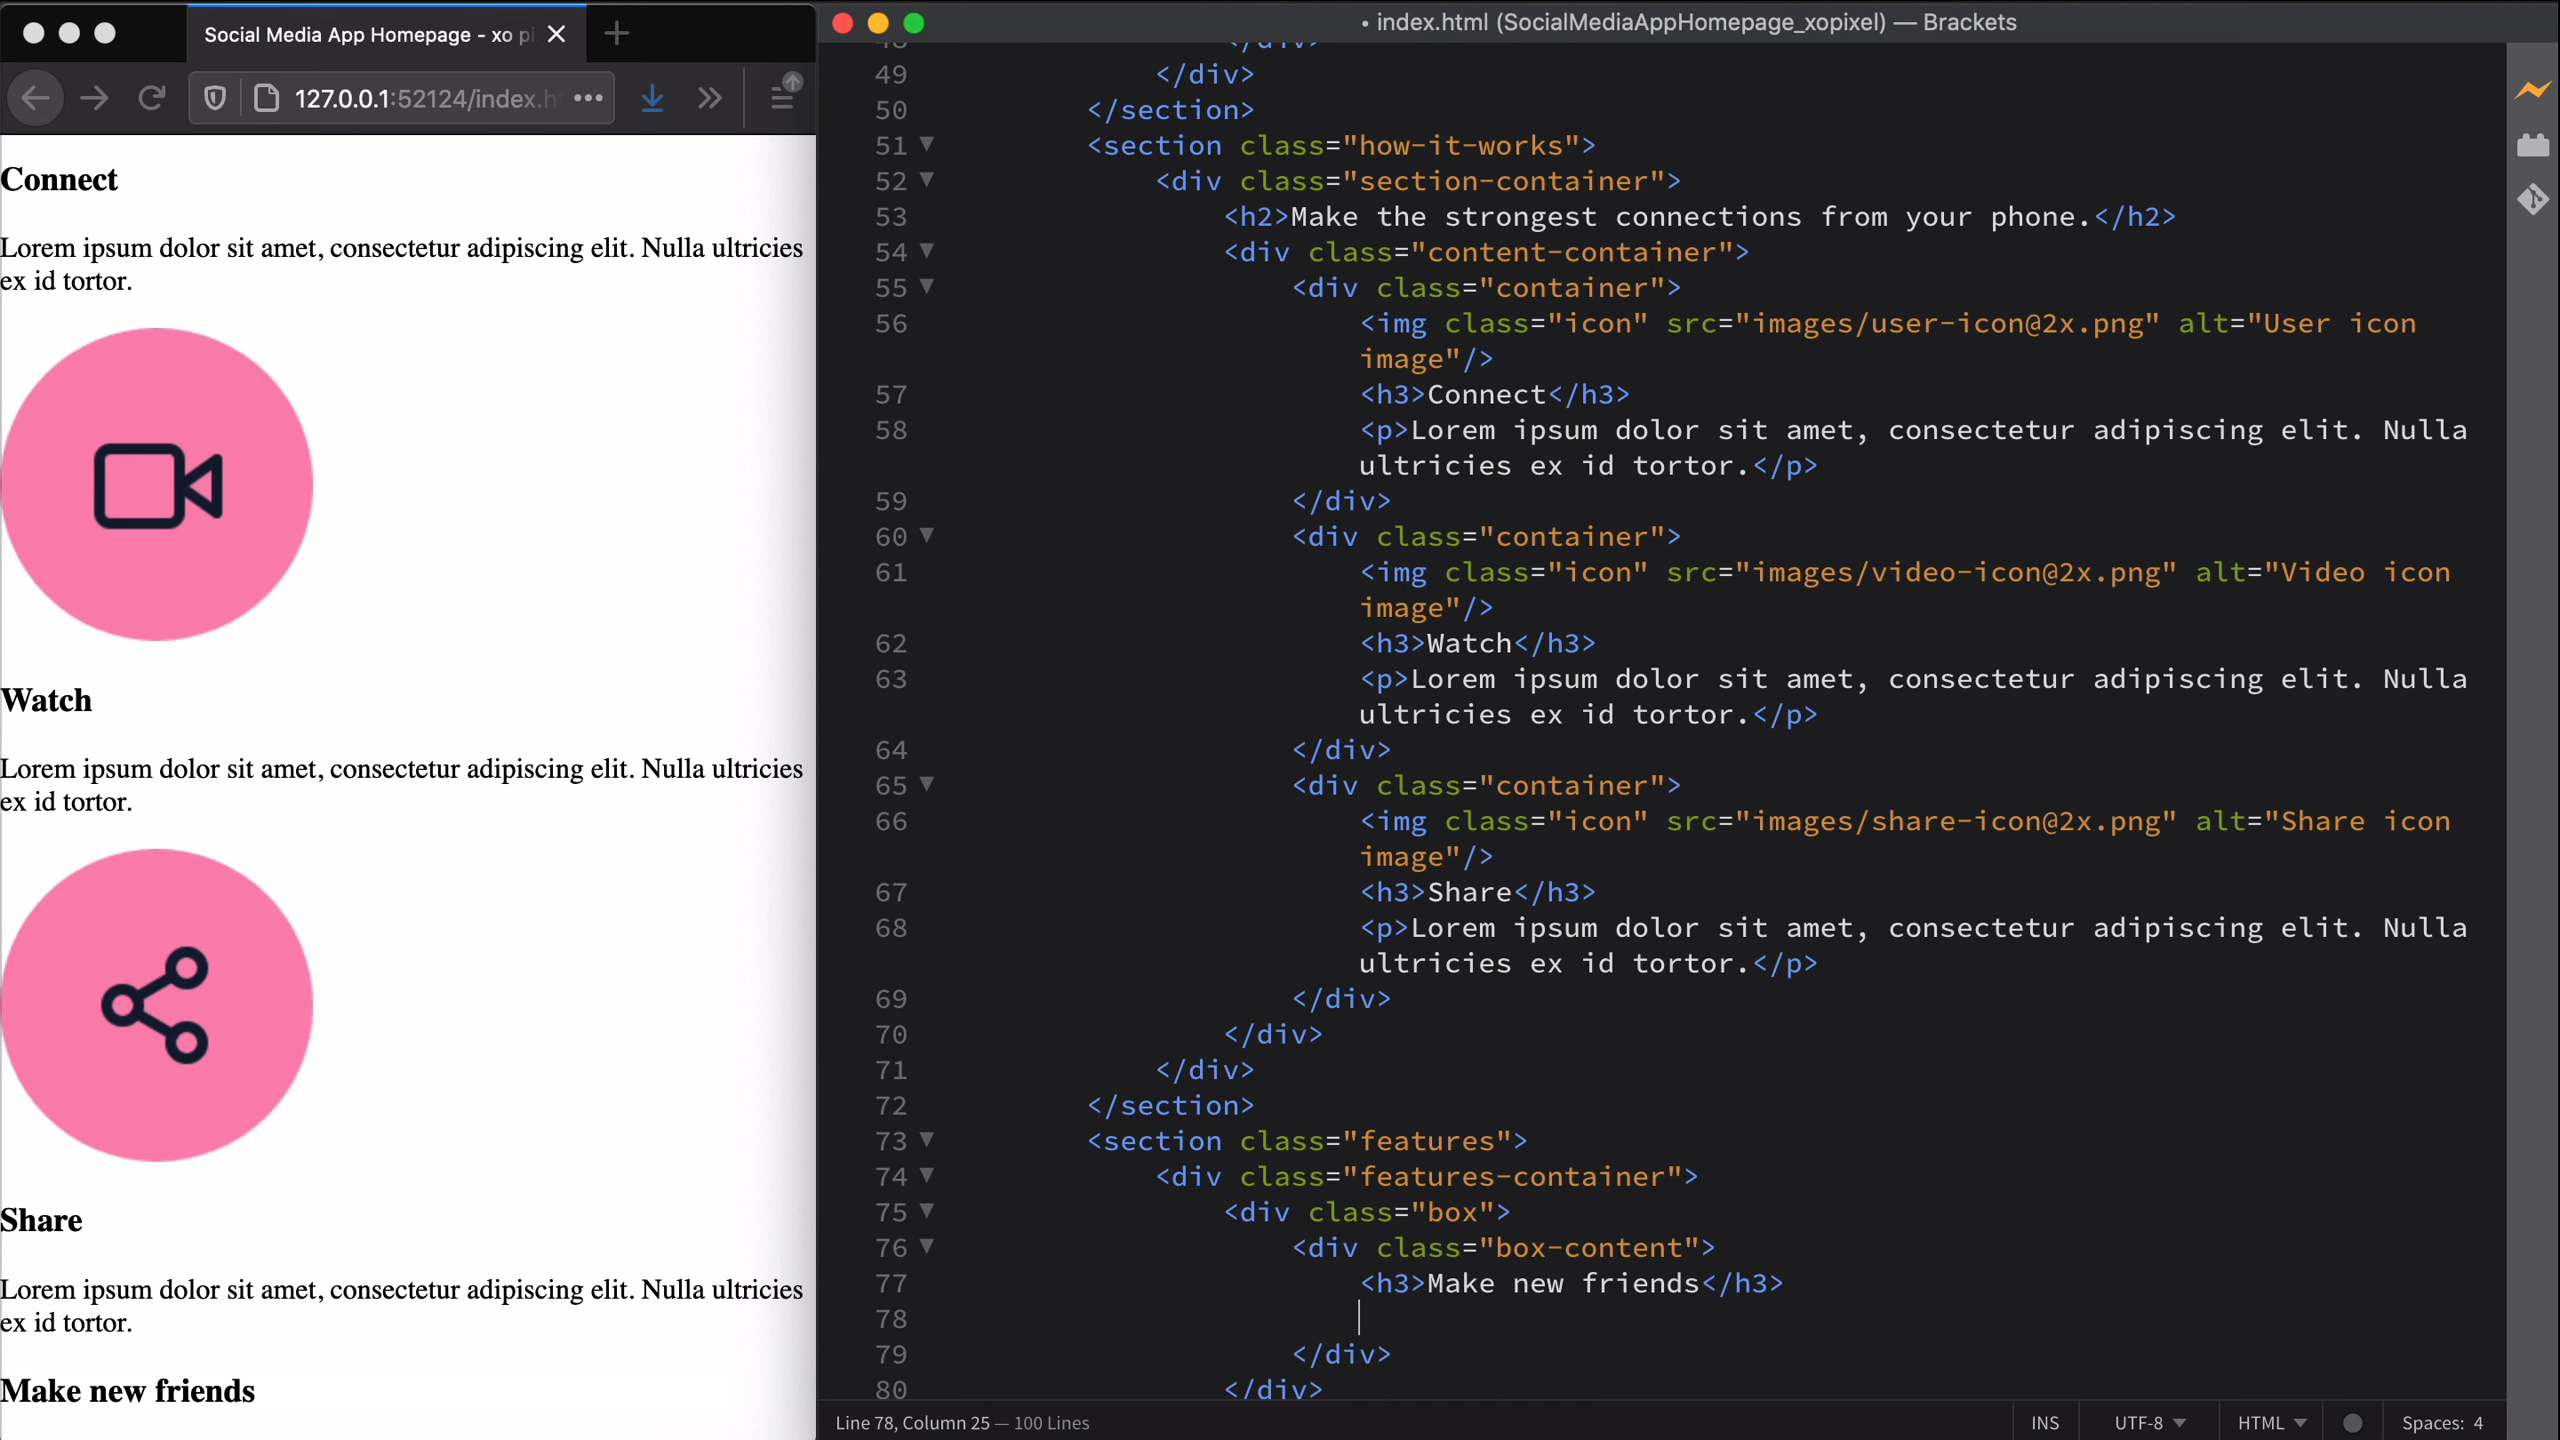 Social Media App Homepage - xo pi
127.0.0.1:52124/index.h
Connect
Lorem ipsum dolor sit amet, consectetur adipiscing elit. Nulla ultricies
ex id tortor.
Watch
Lorem ipsum dolor sit amet, consectetur adipiscing elit. Nulla ultricies
ex id tortor.
Share
Lorem ipsum dolor sit amet, consectetur adipiscing elit. Nulla ultricies
ex id tortor.
Make new friends
• index.html (SocialMediaAppHomepage_xopixel) — Brackets
48 </div>
49 </div>
50 </section>
51 <section class="how-it-works">
52 <div class="section-container">
53 <h2>Make the strongest connections from your phone.</h2>
54 <div class="content-container">
55 <div class="container">
56 <img class="icon" src="images/user-icon@2x.png" alt="User icon
image"/>
57 <h3>Connect</h3>
58 <p>Lorem ipsum dolor sit amet, consectetur adipiscing elit. Nulla
ultricies ex id tortor.</p>
59 </div>
60 <div class="container">
61 <img class="icon" src="images/video-icon@2x.png" alt="Video icon
image"/>
62 <h3>Watch</h3>
63 <p>Lorem ipsum dolor sit amet, consectetur adipiscing elit. Nulla
ultricies ex id tortor.</p>
64 </div>
65 <div class="container">
66 <img class="icon" src="images/share-icon@2x.png" alt="Share icon
image"/>
67 <h3>Share</h3>
68 <p>Lorem ipsum dolor sit amet, consectetur adipiscing elit. Nulla
ultricies ex id tortor.</p>
69 </div>
70 </div>
71 </div>
72 </section>
73 <section class="features">
74 <div class="features-container">
75 <div class="box">
76 <div class="box-content">
77 <h3>Make new friends</h3>
78
79 </div>
80 </div>
Line 78, Column 25 — 100 Lines
INS UTF-8 HTML Spaces: 4